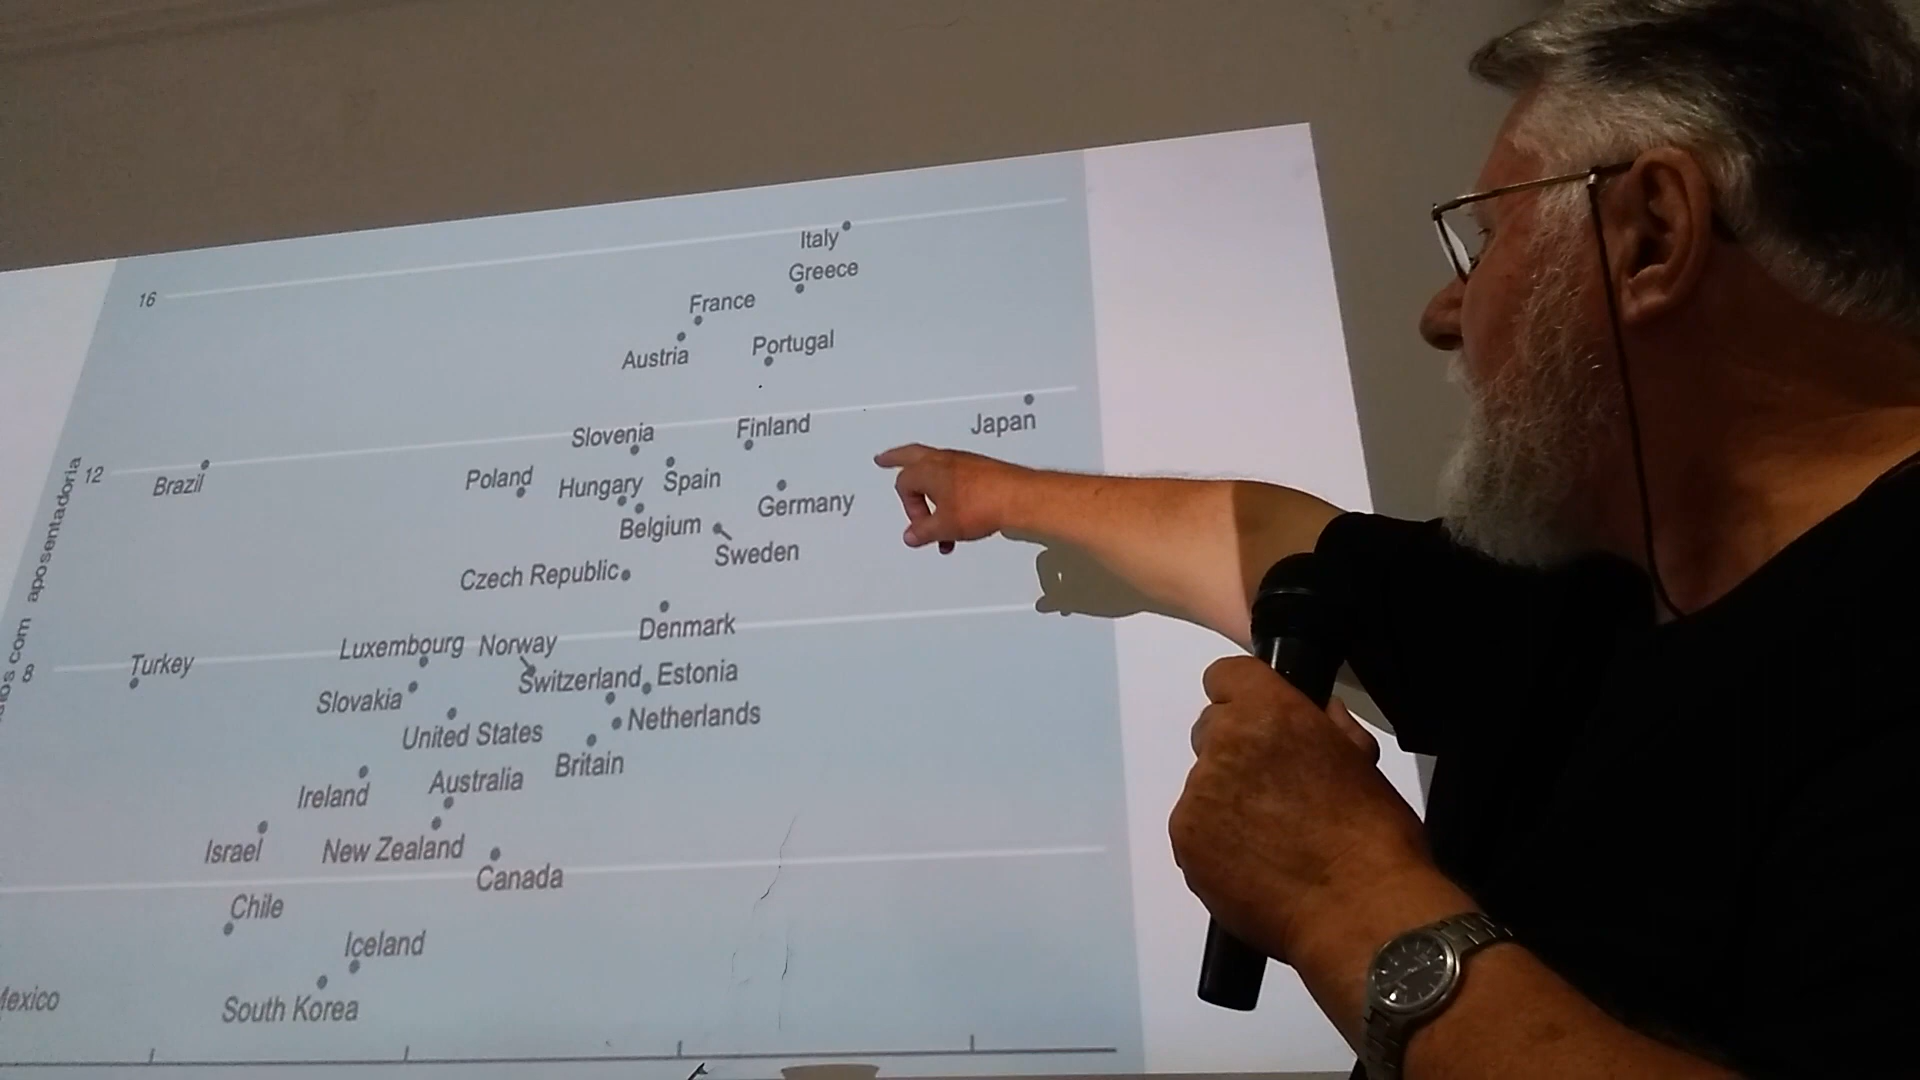 Italy
Greece
16
France
Austria
Portugal
Japan
Finland
Slovenia
12
Brazil
Poland
Hungary
Spain
Germany
Belgium
Sweden
Czech Republic
com aposentadoria
Denmark
Luxembourg
Norway
8
Turkey
Switzerland
Estonia
Slovakia
United States
Netherlands
Britain
Ireland
Australia
Israel
New Zealand
Canada
Chile
Iceland
South Korea